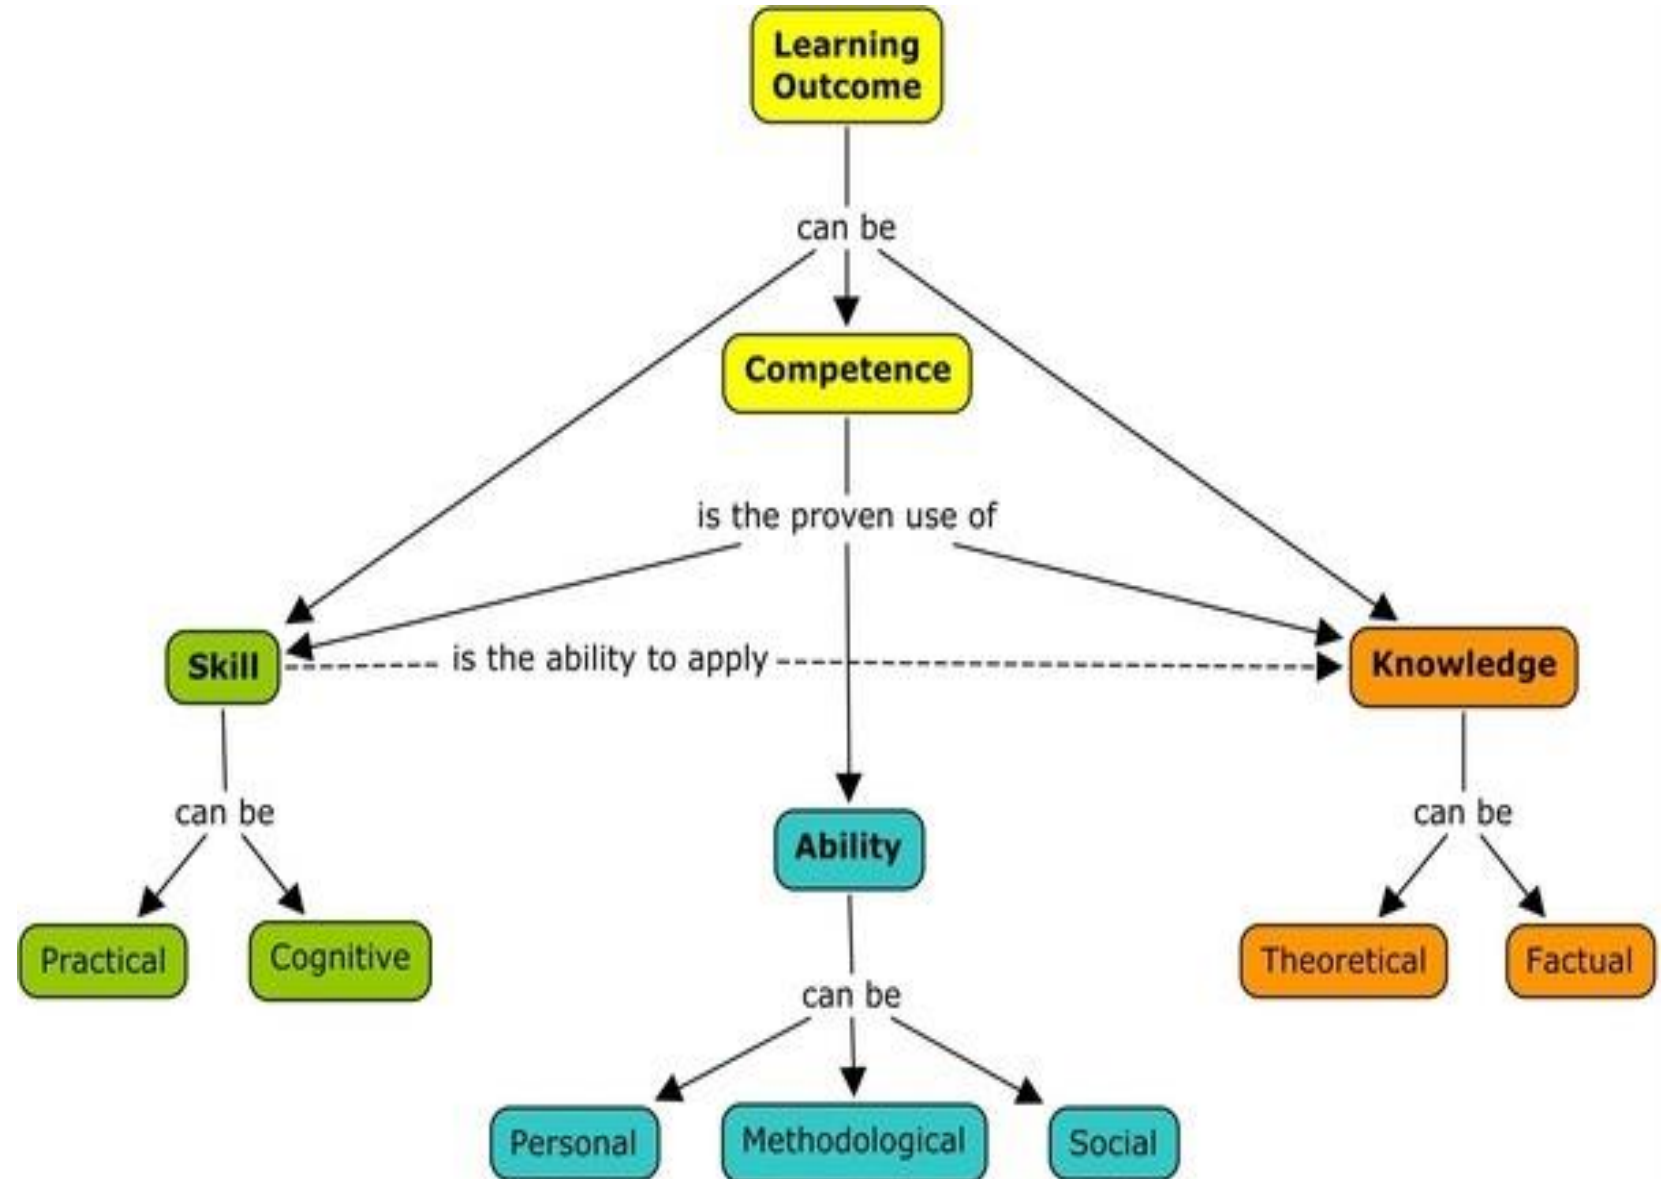 Learning
Outcome
can be
Competence
is the proven use of
Skill
is the ability to apply
Knowledge
can be
Ability
can be
Practical
Cognitive
Theoretical
Factual
can be
Personal
Methodological
Social